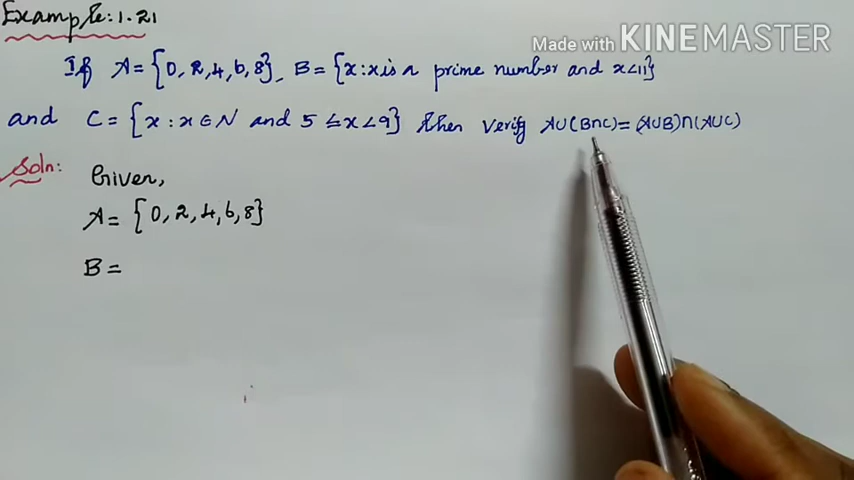 Example:1.21
Made with KINEMASTER
If A = {0, 2, 4, 6, 8}, B = {x : x is a prime number and x<11}
and C = {x : x ∈ N and 5 ≤ x < 9} then verify A∪(B∩C) = (A∪B)∩(A∪C)
Soln:
Given,
A = {0, 2, 4, 6, 8}
B =